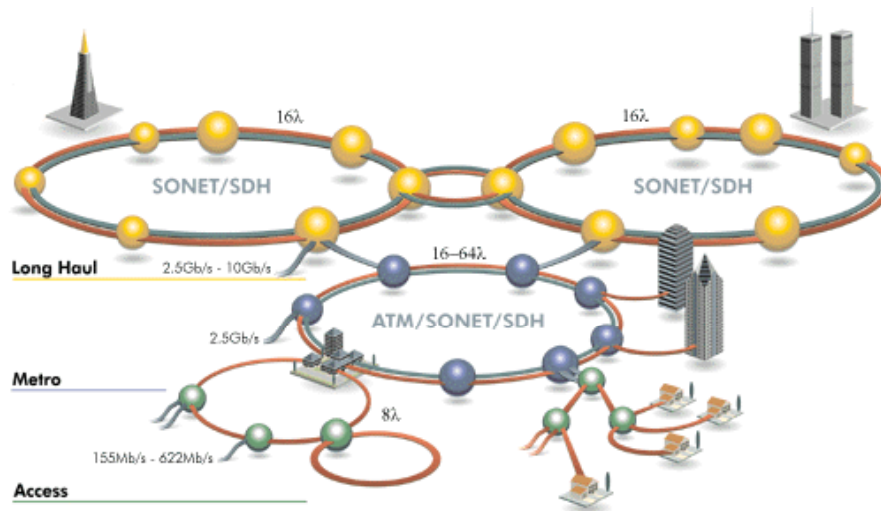 16λ
16λ
SONET/SDH
SONET/SDH
Long Haul
2.5Gb/s - 10Gb/s
16–64λ
2.5Gb/s
ATM/SONET/SDH
Metro
8λ
155Mb/s - 622Mb/s
Access